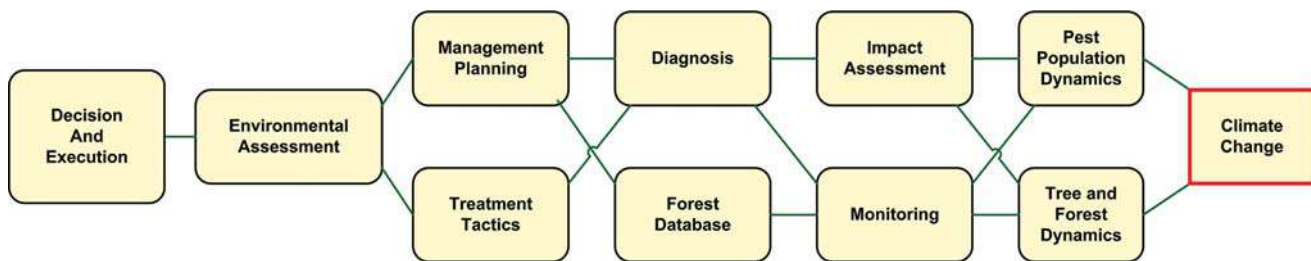 Decision
And
Execution
Environmental
Assessment
Management
Planning
Treatment
Tactics
Diagnosis
Forest
Database
Impact
Assessment
Monitoring
Pest
Population
Dynamics
Tree and
Forest
Dynamics
Climate
Change